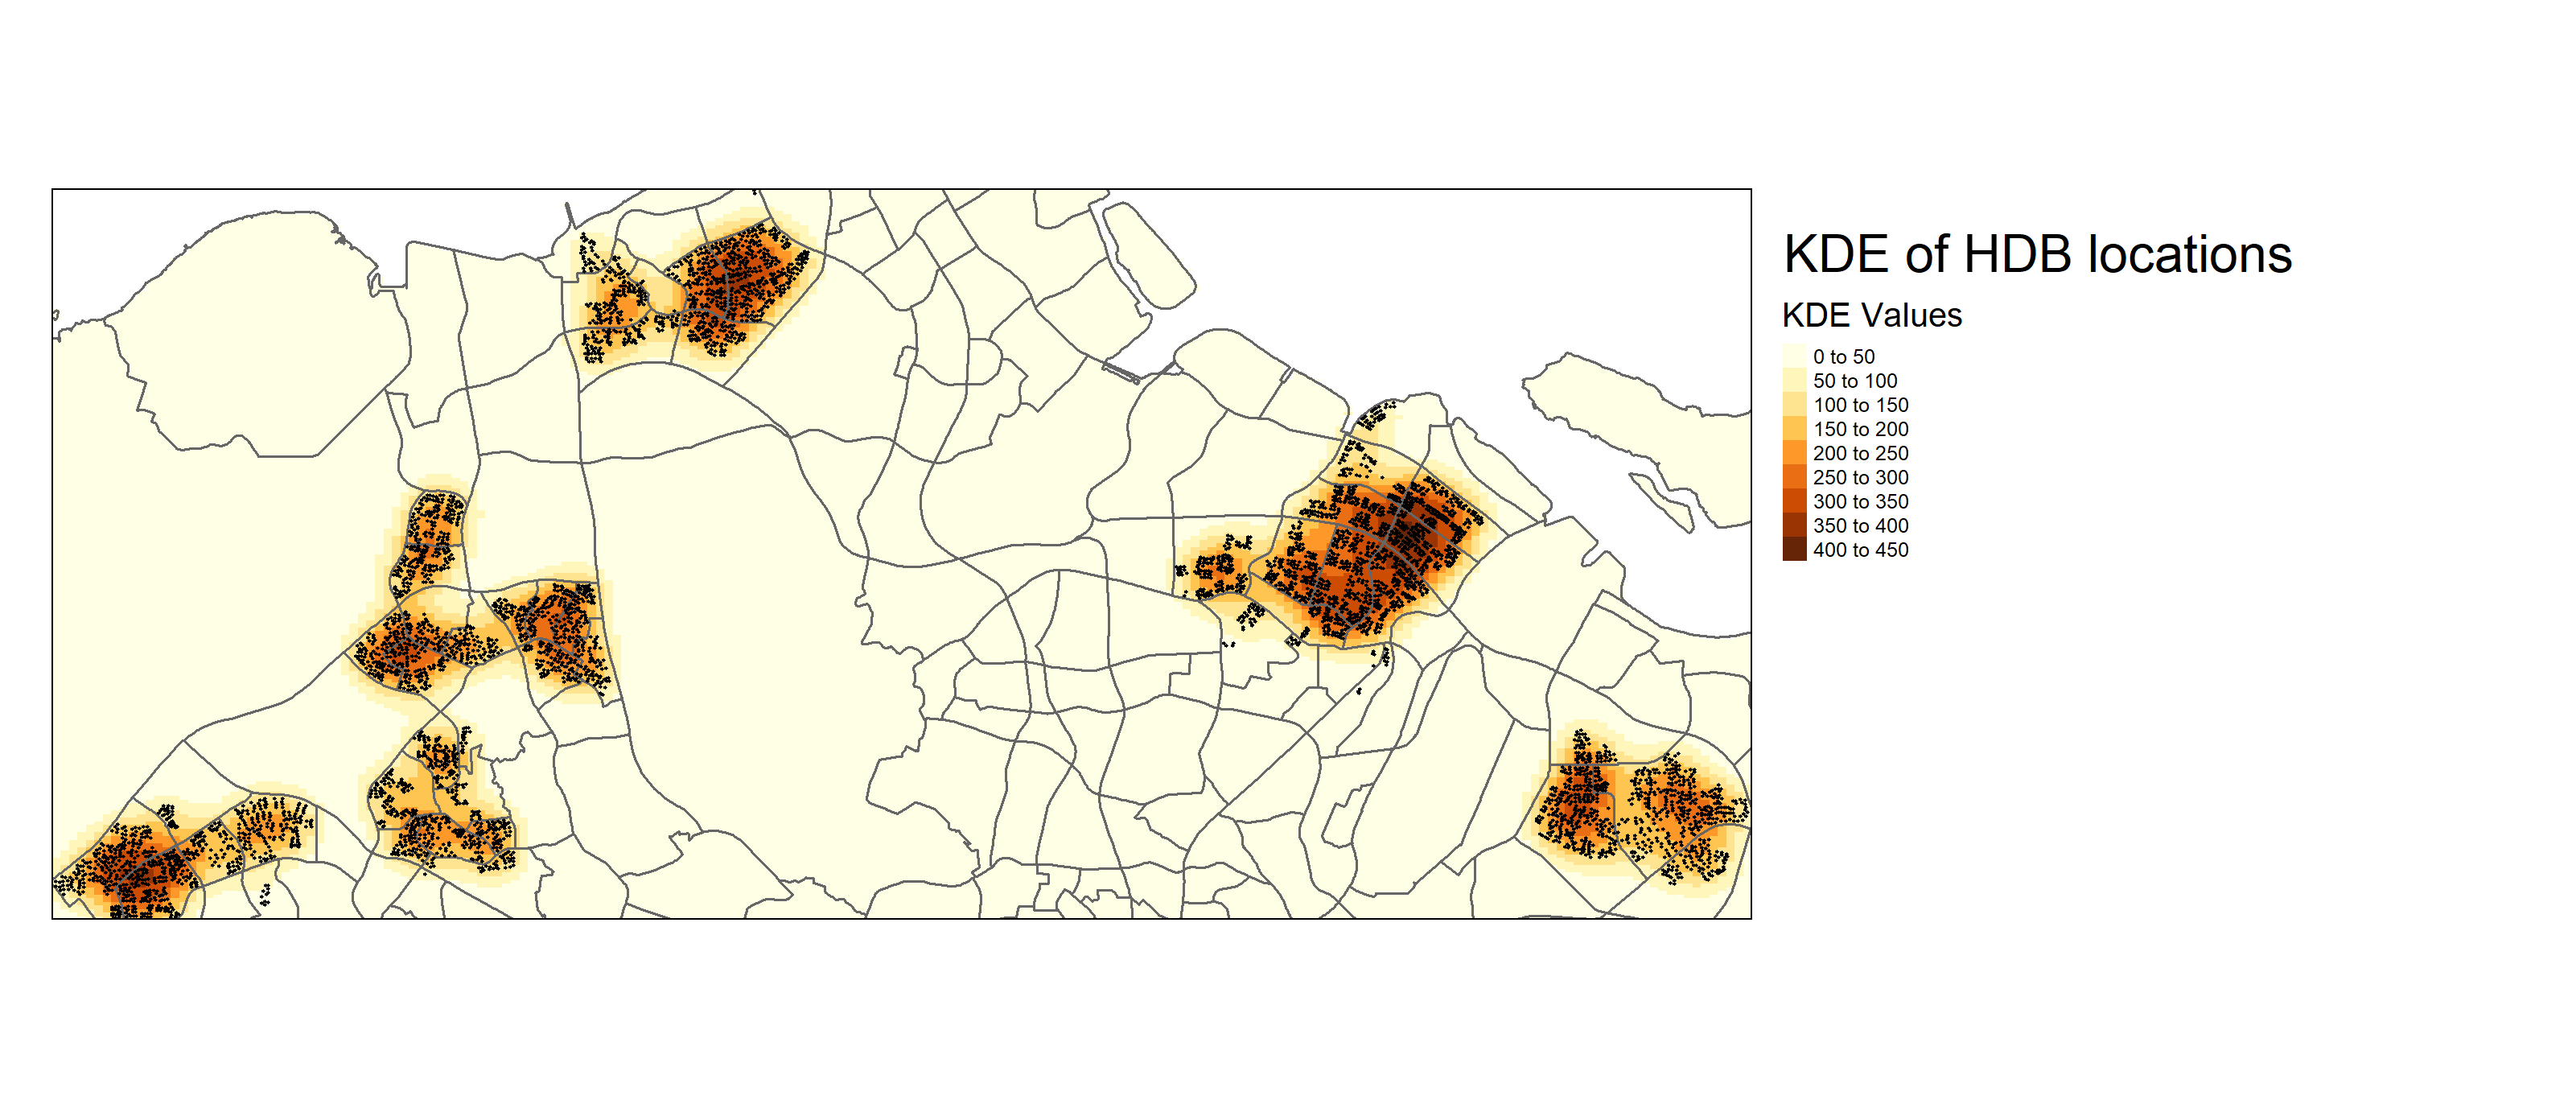 KDE of HDB locations
KDE Values
0 to 50
50 to 100
100 to 150
150 to 200
200 to 250
250 to 300
300 to 350
350 to 400
400 to 450